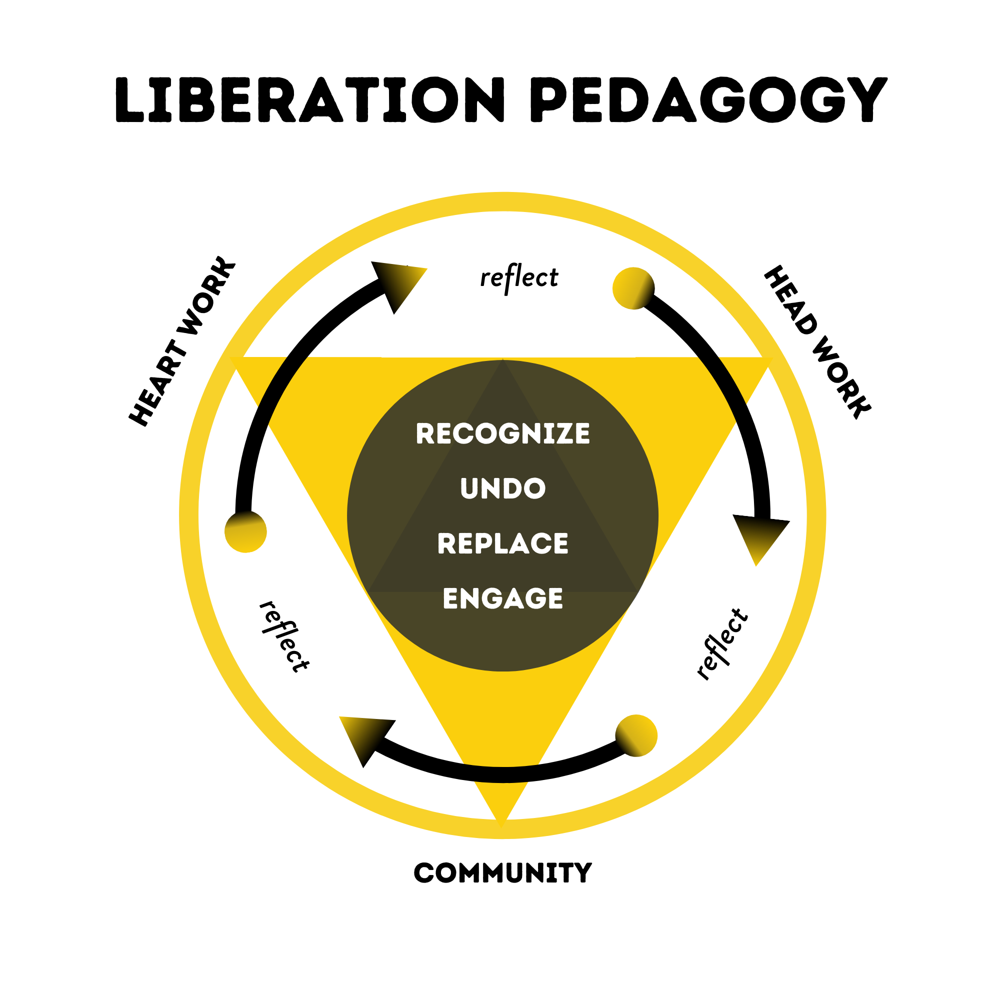 LIBERATION PEDAGOGY
reflect
HEART WORK
HEAD WORK
RECOGNIZE
UNDO
REPLACE
ENGAGE
reflect
reflect
COMMUNITY